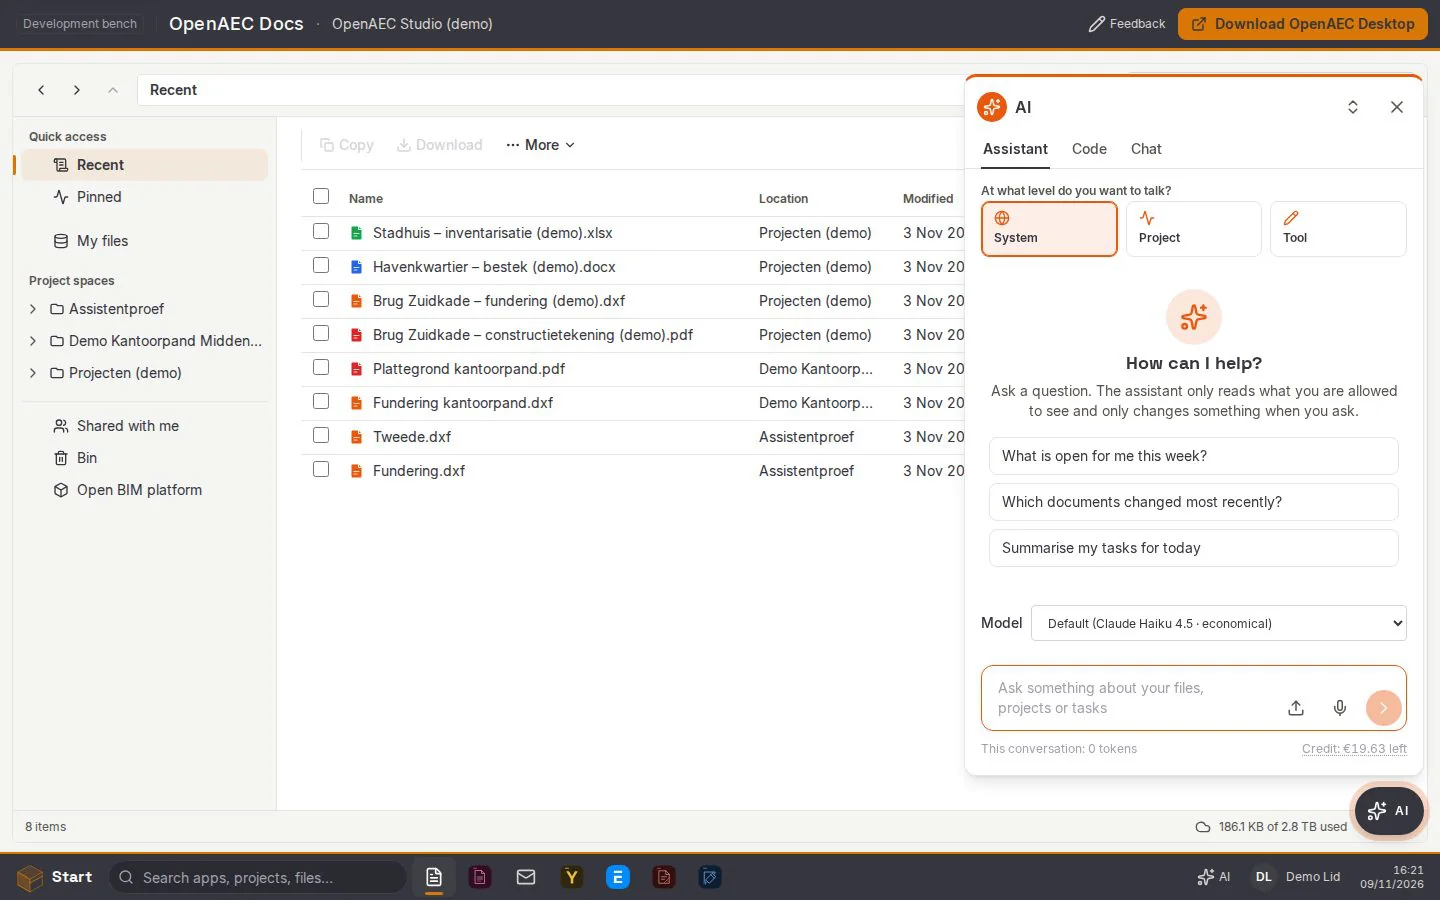 Development bench
OpenAEC Docs · OpenAEC Studio (demo)
Feedback
Download OpenAEC Desktop
Recent
Quick access
Recent
Pinned
My files
Project spaces
Assistentproef
Demo Kantoorpand Midden...
Projecten (demo)
Shared with me
Bin
Open BIM platform
Copy Download ··· More
Name Location Modified
Stadhuis – inventarisatie (demo).xlsx Projecten (demo) 3 Nov 20
Havenkwartier – bestek (demo).docx Projecten (demo) 3 Nov 20
Brug Zuidkade – fundering (demo).dxf Projecten (demo) 3 Nov 20
Brug Zuidkade – constructietekening (demo).pdf Projecten (demo) 3 Nov 20
Plattegrond kantoorpand.pdf Demo Kantoorp... 3 Nov 20
Fundering kantoorpand.dxf Demo Kantoorp... 3 Nov 20
Tweede.dxf Assistentproef 3 Nov 20
Fundering.dxf Assistentproef 3 Nov 20
AI
Assistant Code Chat
At what level do you want to talk?
System Project Tool
How can I help?
Ask a question. The assistant only reads what you are allowed
to see and only changes something when you ask.
What is open for me this week?
Which documents changed most recently?
Summarise my tasks for today
Model Default (Claude Haiku 4.5 · economical)
Ask something about your files,
projects or tasks
This conversation: 0 tokens Credit: €19.63 left
AI
8 items
186.1 KB of 2.8 TB used
Start
Search apps, projects, files...
Y
E
AI
DL Demo Lid
16:21
09/11/2026